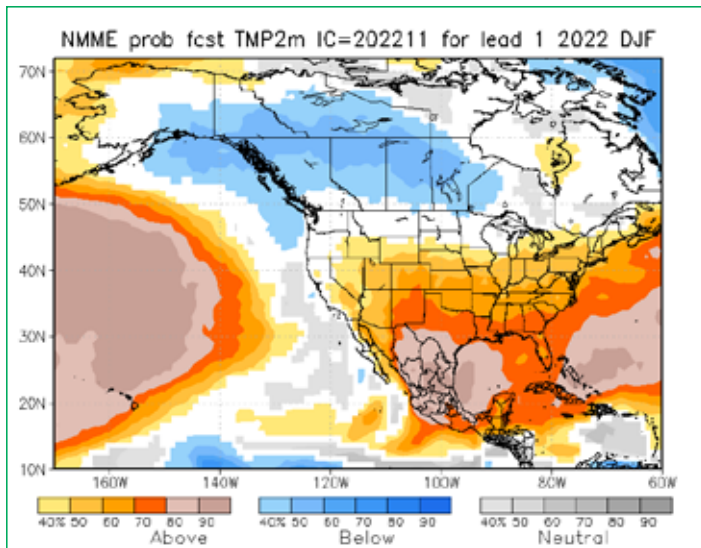 NMME prob fcst TMP2m IC=202211 for lead 1 2022 DJF
70N
60N
50N
40N
30N
20N
10N
160W 140W 120W 100W 80W 60W
40% 50 60 70 80 90 40% 50 60 70 80 90 40% 50 60 70 80 90
Above Below Neutral